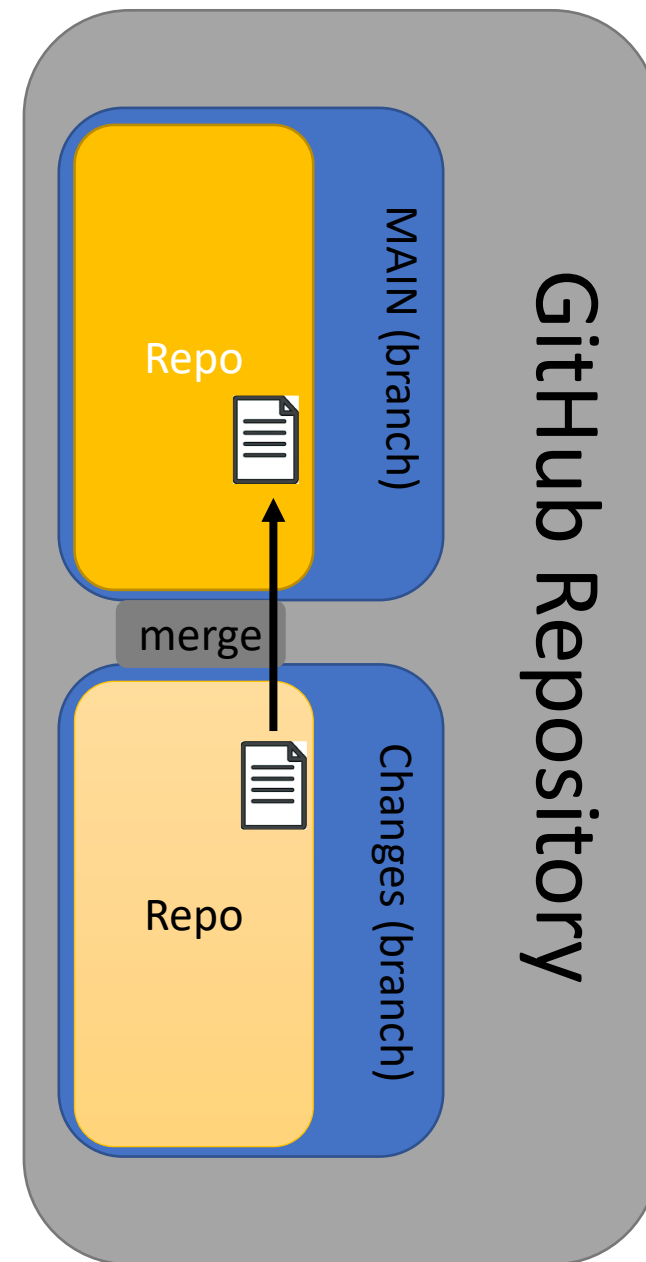 GitHub Repository
MAIN (branch)
Repo
merge
Changes (branch)
Repo